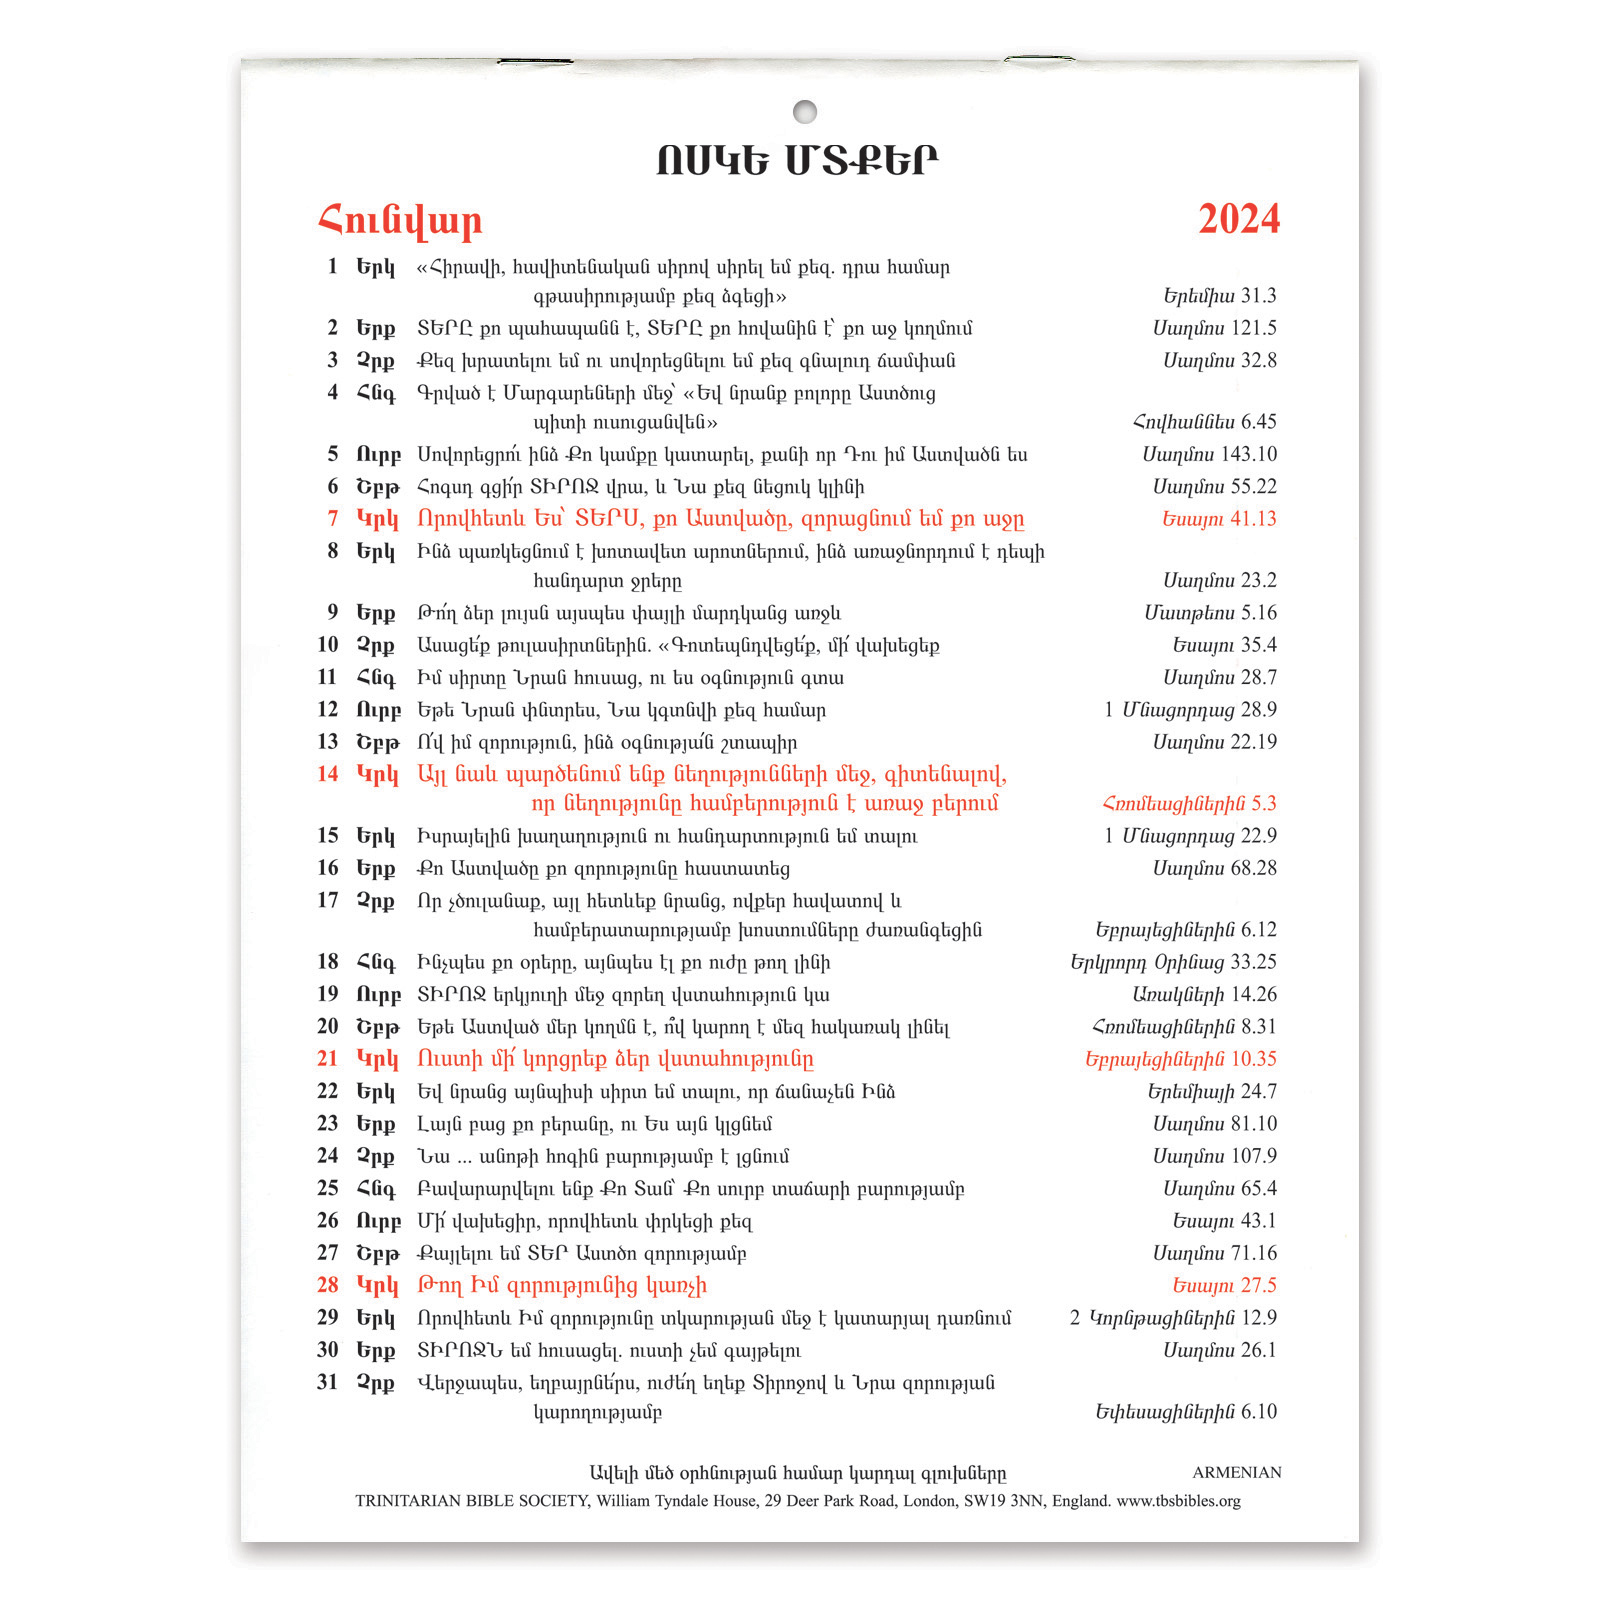 ՈՍԿԵ ՄՏՔԵՐ
Հունվար 2024
1 Երկ «Հիրավի, հավիտենական սիրով սիրել եմ քեզ. դրա համար
գթասիրությամբ քեզ ձգեցի» Երեմիա 31.3
2 Երք ՏԵՐԸ քո պահապանն է, ՏԵՐԸ քո հովանին է՝ քո աջ կողմում Սաղմոս 121.5
3 Չրք Քեզ խրատելու եմ ու սովորեցնելու եմ քեզ գնալուդ ճամփան Սաղմոս 32.8
4 Հնգ Գրված է Մարգարեների մեջ՝ «Եվ նրանք բոլորը Աստծուց
պիտի ուսուցանվեն» Հովհաննես 6.45
5 Ուրբ Սովորեցրո՛ւ ինձ Քո կամքը կատարել, քանի որ Դու իմ Աստվածն ես Սաղմոս 143.10
6 Շբթ Հոգսդ գցի՛ր ՏԻՐՈՋ վրա, և Նա քեզ նեցուկ կլինի Սաղմոս 55.22
7 Կրկ Որովհետև Ես՝ ՏԵՐՍ, քո Աստվածը, զորացնում եմ քո աջը Եսայու 41.13
8 Երկ Ինձ պառկեցնում է խոտավետ արոտներում, ինձ առաջնորդում է դեպի
հանդարտ ջրերը Սաղմոս 23.2
9 Երք Թո՛ղ ձեր լույսն այսպես փայլի մարդկանց առջև Մատթեոս 5.16
10 Չրք Ասացե՛ք թուլասիրտներին. «Գոտեպնդվեցե՛ք, մի՛ վախեցեք Եսայու 35.4
11 Հնգ Իմ սիրտը Նրան հուսաց, ու ես օգնություն գտա Սաղմոս 28.7
12 Ուրբ Եթե Նրան փնտրես, Նա կգտնվի քեզ համար 1 Մնացորդաց 28.9
13 Շբթ Ո՛վ իմ զորություն, ինձ օգնության շտապիր Սաղմոս 22.19
14 Կրկ Այլ նաև պարծենում ենք նեղությունների մեջ, գիտենալով,
որ նեղությունը համբերություն է առաջ բերում Հռոմեացիներին 5.3
15 Երկ Իսրայելին խաղաղություն ու հանդարտություն եմ տալու 1 Մնացորդաց 22.9
16 Երք Քո Աստվածը քո զորությունը հաստատեց Սաղմոս 68.28
17 Չրք Որ չծուլանաք, այլ հետևեք նրանց, ովքեր հավատով և
համբերատարությամբ խոստումները ժառանգեցին Եբրայեցիներին 6.12
18 Հնգ Ինչպես քո օրերը, այնպես էլ քո ուժը թող լինի Երկրորդ Օրինաց 33.25
19 Ուրբ ՏԻՐՈՋ երկյուղի մեջ զորեղ վստահություն կա Առակների 14.26
20 Շբթ Եթե Աստված մեր կողմն է, ո՞վ կարող է մեզ հակառակ լինել Հռոմեացիներին 8.31
21 Կրկ Ուստի մի՛ կորցրեք ձեր վստահությունը Եբրայեցիներին 10.35
22 Երկ Եվ նրանց այնպիսի սիրտ եմ տալու, որ ճանաչեն Ինձ Երեմիայի 24.7
23 Երք Լայն բաց քո բերանը, ու Ես այն կլցնեմ Սաղմոս 81.10
24 Չրք Նա ... անոթի հոգին բարությամբ է լցնում Սաղմոս 107.9
25 Հնգ Բավարարվելու ենք Քո Տան՝ Քո սուրբ տաճարի բարությամբ Սաղմոս 65.4
26 Ուրբ Մի՛ վախեցիր, որովհետև փրկեցի քեզ Եսայու 43.1
27 Շբթ Քայլելու եմ ՏԵՐ Աստծո զորությամբ Սաղմոս 71.16
28 Կրկ Թող Իմ զորությունից կառչի Եսայու 27.5
29 Երկ Որովհետև Իմ զորությունը տկարության մեջ է կատարյալ դառնում 2 Կորնթացիներին 12.9
30 Երք ՏԻՐՈՋՆ եմ հուսացել. ուստի չեմ գայթելու Սաղմոս 26.1
31 Չրք Վերջապես, եղբայրնե՛րս, ուժե՛ղ եղեք Տիրոջով և Նրա զորության
կարողությամբ Եփեսացիներին 6.10
Ավելի մեծ օրհնության համար կարդալ գլուխները ARMENIAN
TRINITARIAN BIBLE SOCIETY, William Tyndale House, 29 Deer Park Road, London, SW19 3NN, England. www.tbsbibles.org